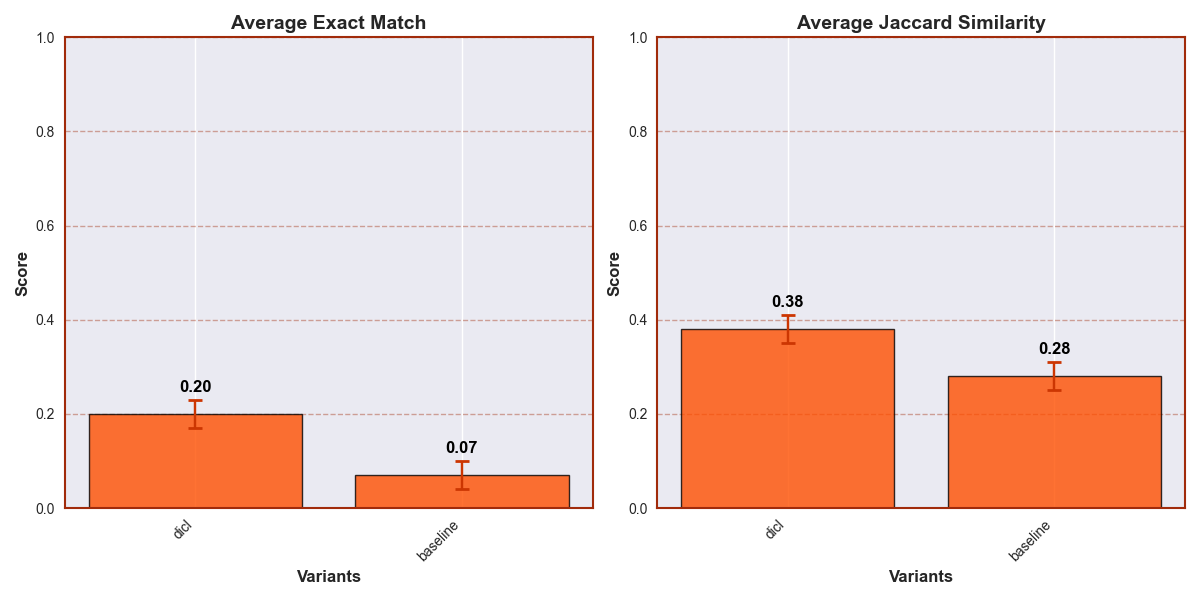 Average Exact Match
1.0
0.8
0.6
0.4
0.2
0.0
Score
0.20
0.07
dicl
baseline
Variants
Average Jaccard Similarity
1.0
0.8
0.6
0.4
0.2
0.0
Score
0.38
0.28
dicl
baseline
Variants